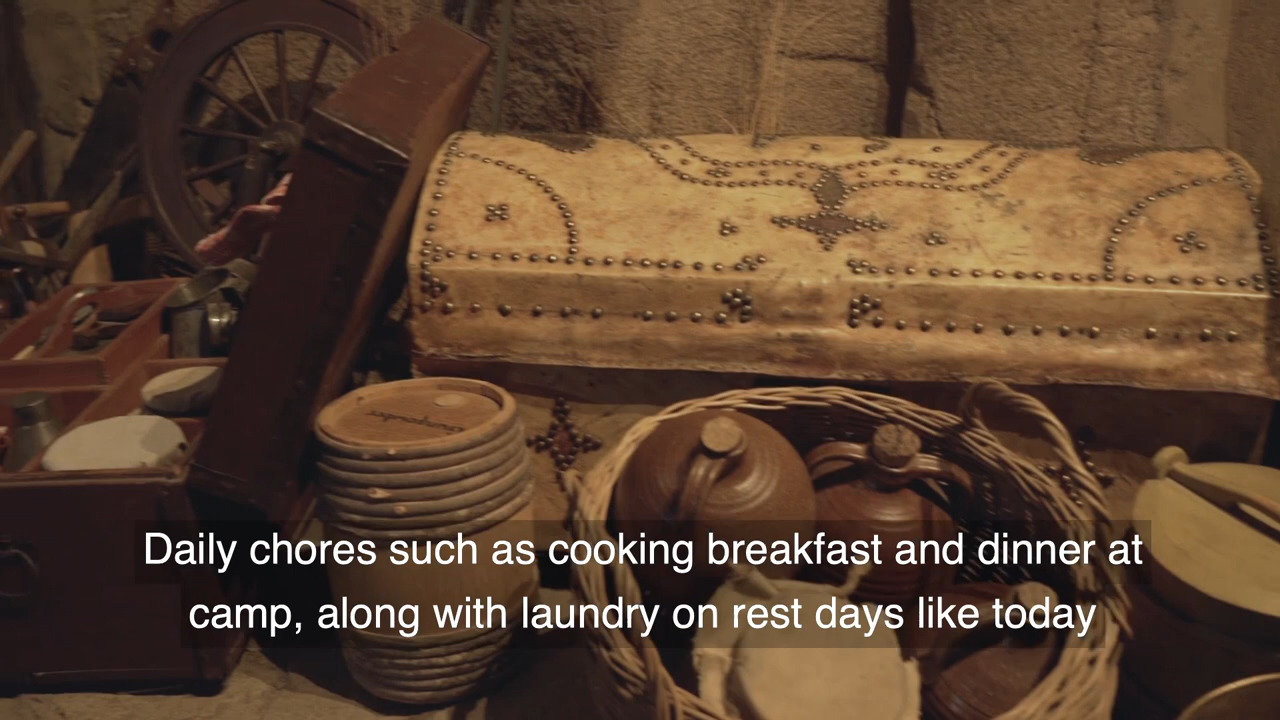 Daily chores such as cooking breakfast and dinner at
camp, along with laundry on rest days like today